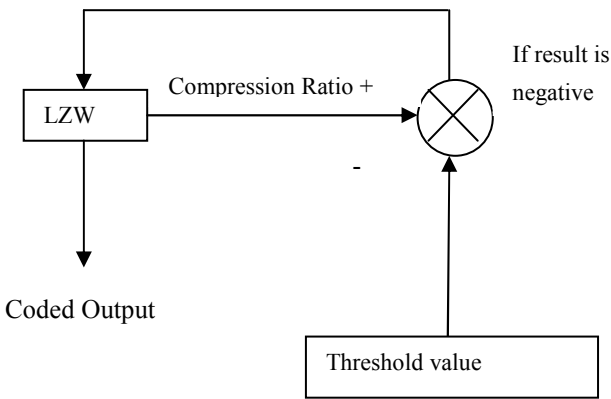 If result is
negative
Compression Ratio +
LZW
-
Coded Output
Threshold value